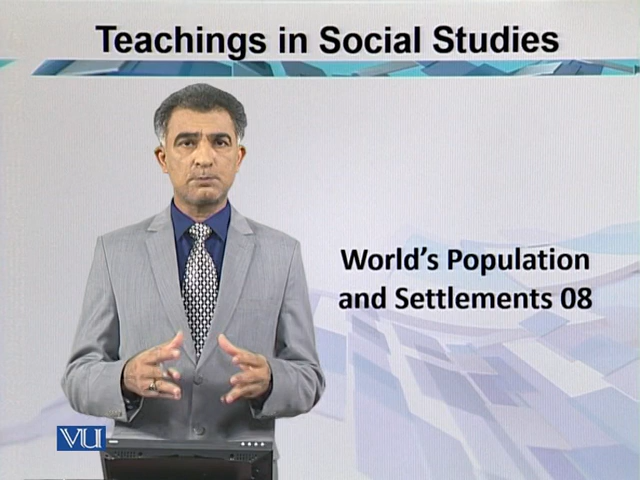 Teachings in Social Studies
World's Population
and Settlements 08
VU